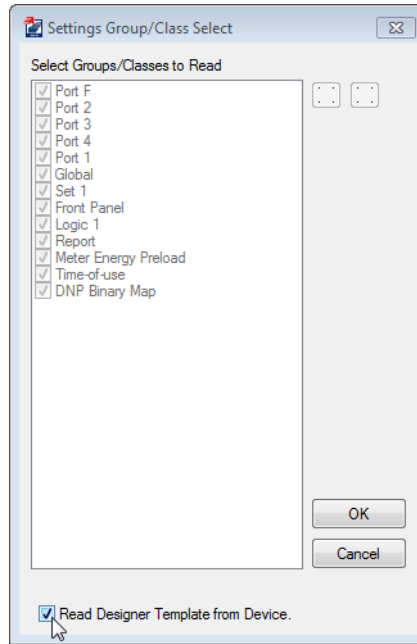 Settings Group/Class Select
Select Groups/Classes to Read
Port F
Port 2
Port 3
Port 4
Port 1
Global
Set 1
Front Panel
Logic 1
Report
Meter Energy Preload
Time-of-use
DNP Binary Map
OK
Cancel
Read Designer Template from Device.